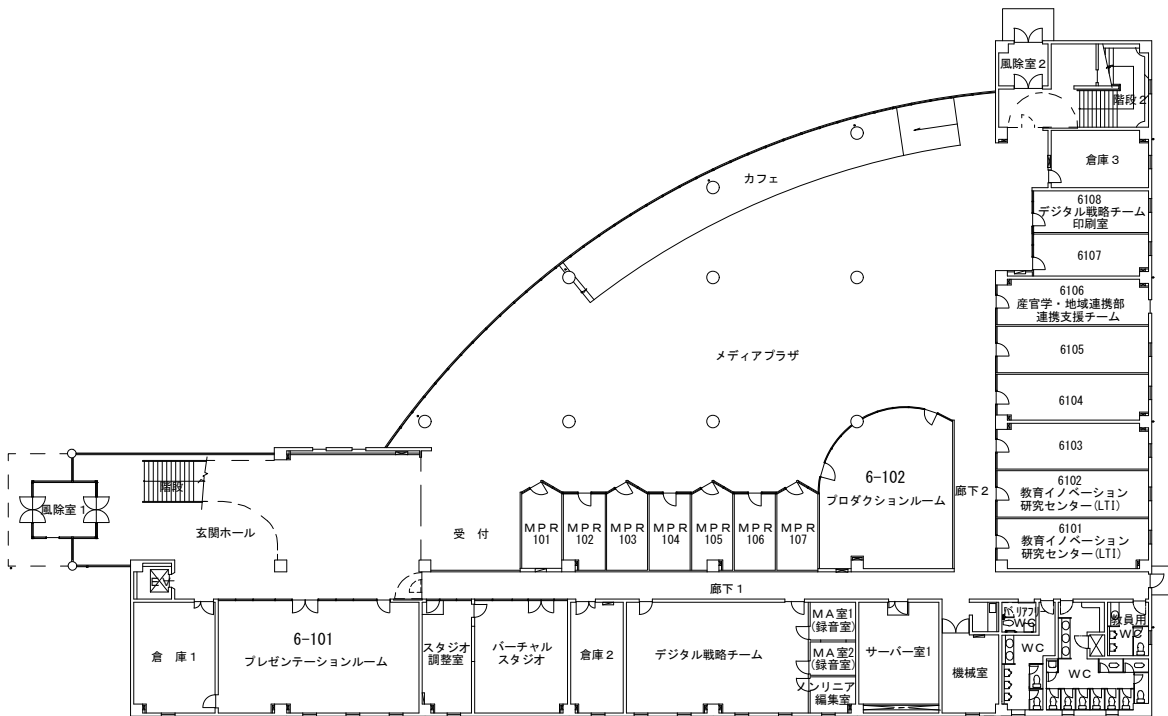 風除室2
階段2
倉庫3
カフェ
6108
デジタル戦略チーム
印刷室
6107
6106
産官学・地域連携部
連携支援チーム
6105
メディアプラザ
6104
6103
6-102
プロダクションルーム
廊下2
6102
教育イノベーション
研究センター(LTI)
6101
教育イノベーション
研究センター(LTI)
階段
風除室1
玄関ホール
受付
MPR
101
MPR
102
MPR
103
MPR
104
MPR
105
MPR
106
MPR
107
廊下1
EV
倉庫1
6-101
プレゼンテーションルーム
スタジオ
調整室
バーチャル
スタジオ
倉庫2
デジタル戦略チーム
MA室1
(録音室)
MA室2
(録音室)
ノンリニア
編集室
サーバー室1
機械室
バリアフリー
WC
WC
WC
教員用
WC